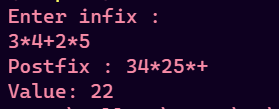 Enter infix :
3*4+2*5
Postfix : 34*25*+
Value: 22